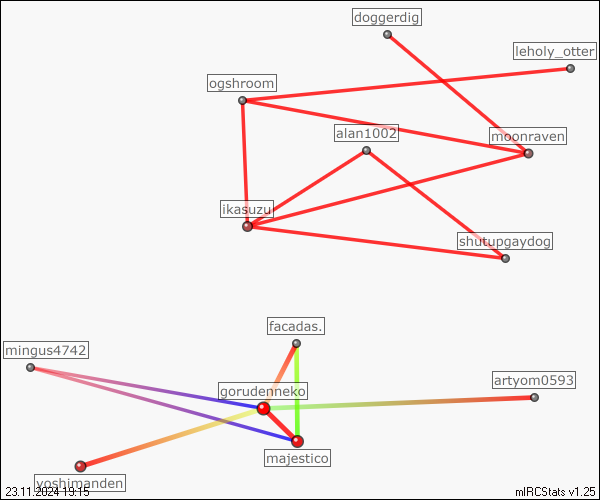 doggerdig
leholy_otter
ogshroom
alan1002
moonraven
ikasuzu
shutupgaydog
facadas.
mingus4742
gorudenneko
artyom0593
majestico
yoshimanden
23.11.2024 19:15
mIRCStats v1.25